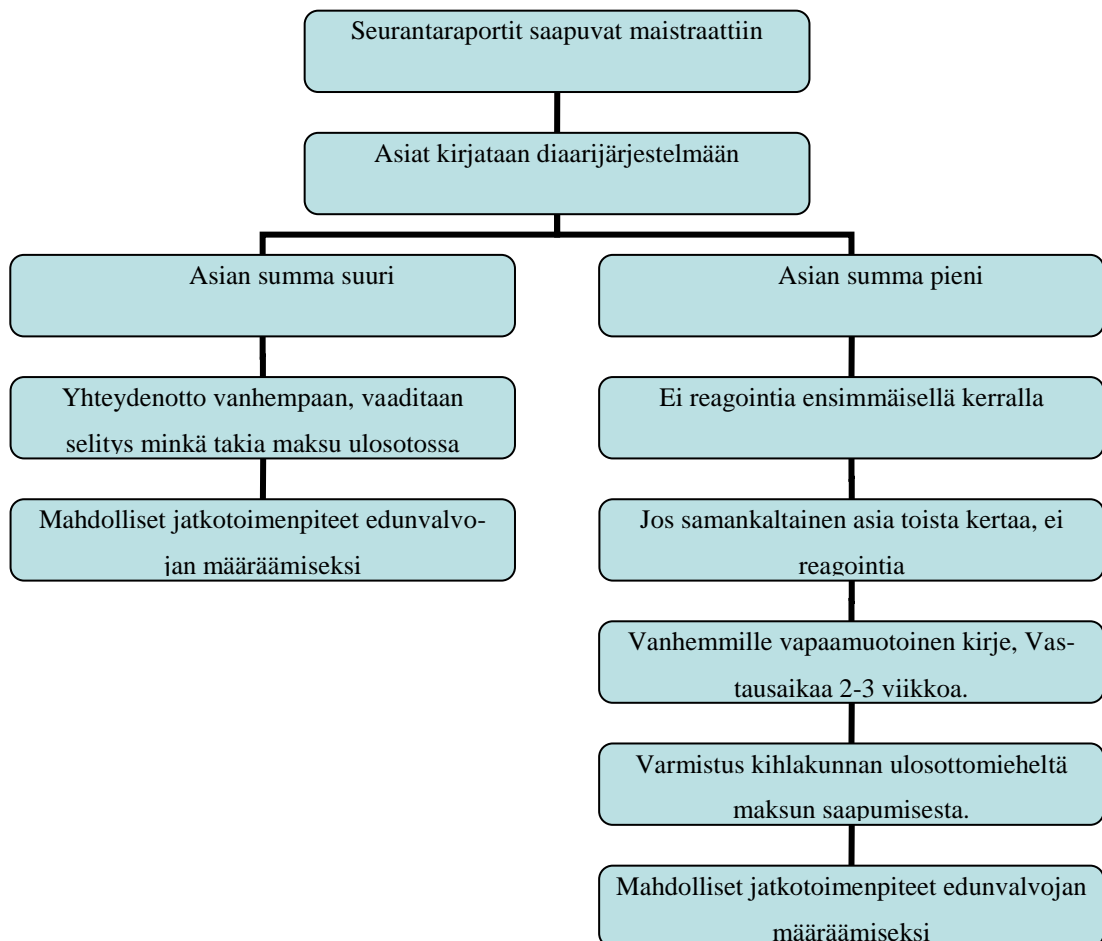 Seurantaraportit saapuvat maistraattiin
Asiat kirjataan diaarijärjestelmään
Asian summa suuri
Yhteydenotto vanhempaan, vaaditaan
selitys minkä takia maksu ulosotossa
Mahdolliset jatkotoimenpiteet edunvalvo-
jan määräämiseksi
Asian summa pieni
Ei reagointia ensimmäisellä kerralla
Jos samankaltainen asia toista kertaa, ei
reagointia
Vanhemmille vapaamuotoinen kirje, Vas-
tausaikaa 2-3 viikkoa.
Varmistus kihlakunnan ulosottomieheltä
maksun saapumisesta.
Mahdolliset jatkotoimenpiteet edunvalvojan
määräämiseksi